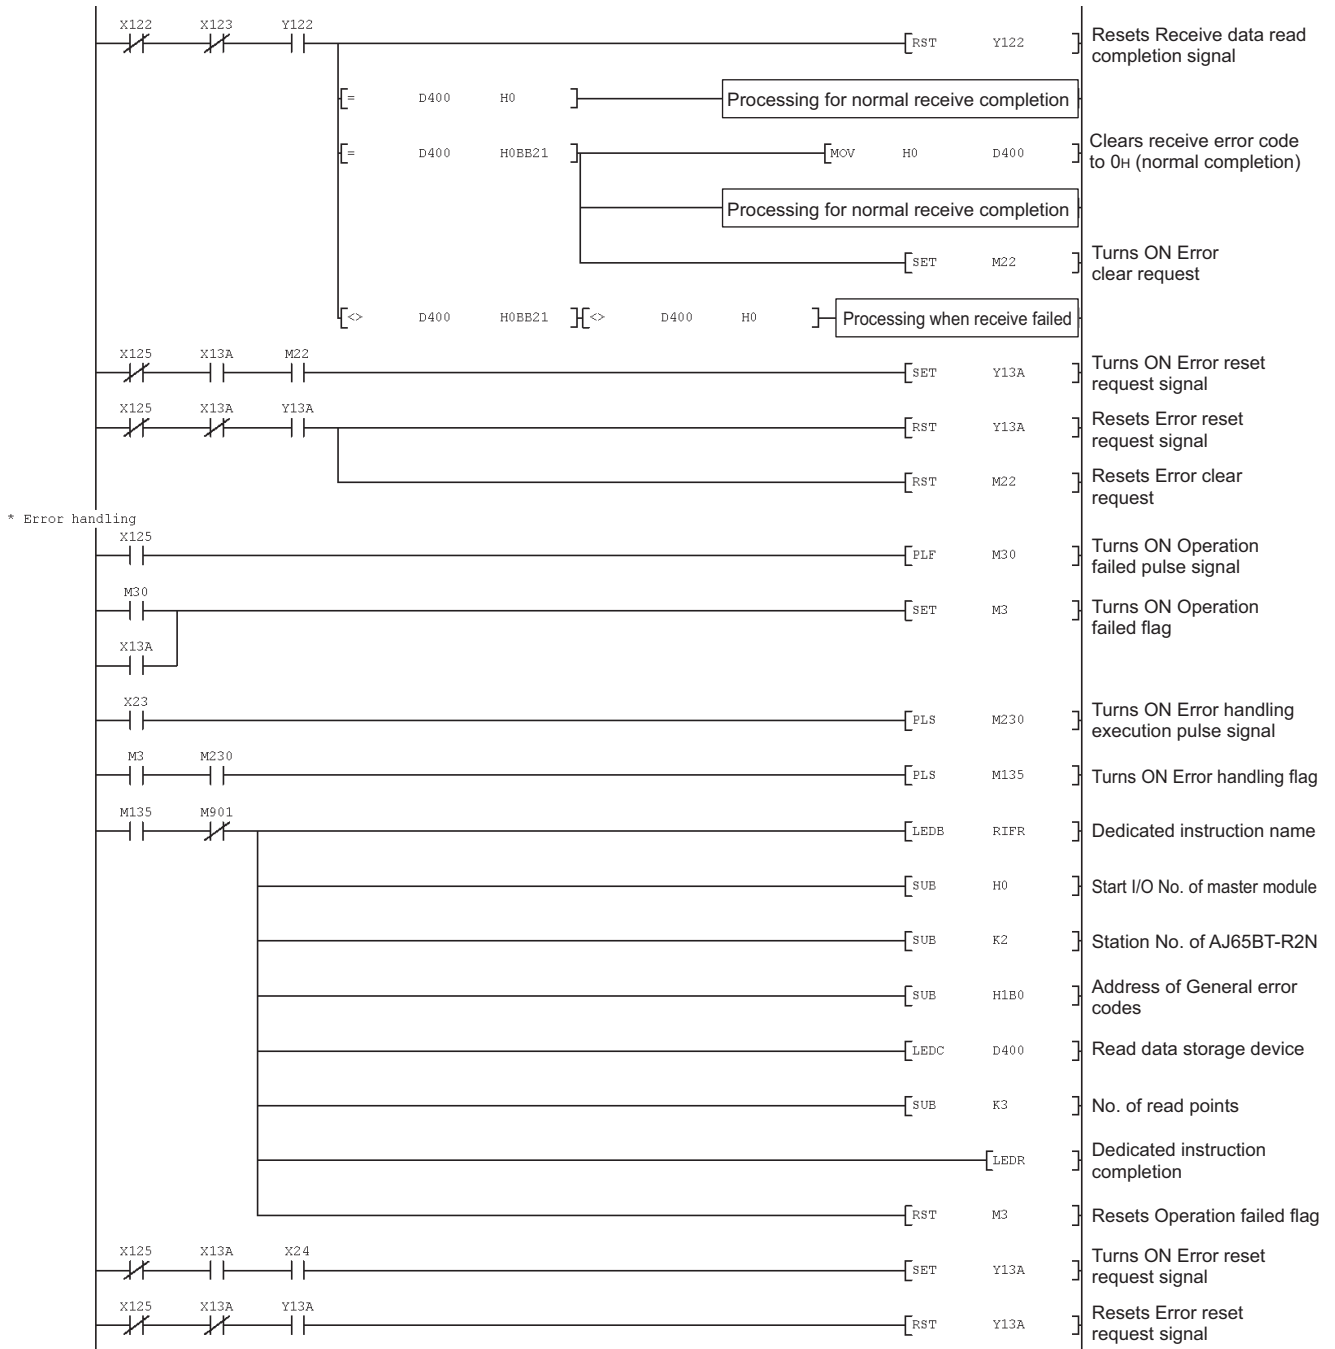 X122 X123 Y122
RST Y122
Resets Receive data read
completion signal
= D400 H0
Processing for normal receive completion
= D400 H0BB21
MOV H0 D400
Clears receive error code
to 0H (normal completion)
Processing for normal receive completion
SET M22
Turns ON Error
clear request
<> D400 H0BB21 <> D400 H0
Processing when receive failed
X125 X13A M22
SET Y13A
Turns ON Error reset
request signal
X125 X13A Y13A
RST Y13A
Resets Error reset
request signal
RST M22
Resets Error clear
request
* Error handling
X125
PLF M30
Turns ON Operation
failed pulse signal
M30
SET M3
Turns ON Operation
failed flag
X13A
X23
PLS M230
Turns ON Error handling
execution pulse signal
M3 M230
PLS M135
Turns ON Error handling flag
M135 M901
LEDB RIFR
Dedicated instruction name
SUB H0
Start I/O No. of master module
SUB K2
Station No. of AJ65BT-R2N
SUB H1B0
Address of General error
codes
LEDC D400
Read data storage device
SUB K3
No. of read points
LEDR
Dedicated instruction
completion
RST M3
Resets Operation failed flag
X125 X13A X24
SET Y13A
Turns ON Error reset
request signal
X125 X13A Y13A
RST Y13A
Resets Error reset
request signal